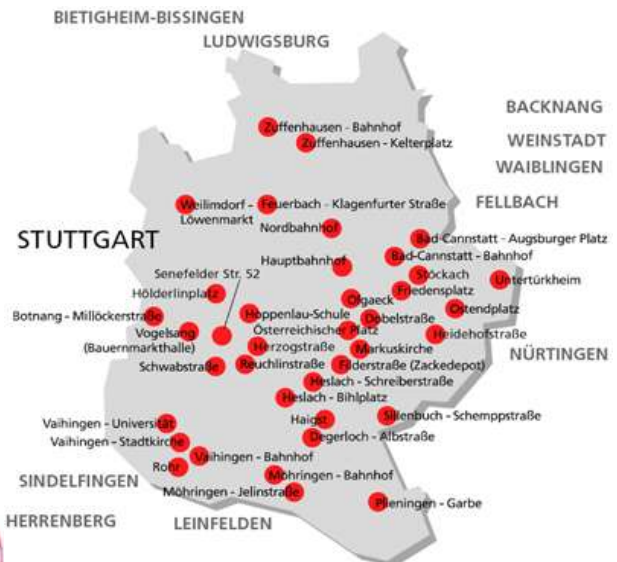 BIETIGHEIM-BISSINGEN
LUDWIGSBURG
BACKNANG
Zuffenhausen - Bahnhof
Zuffenhausen - Kelterplatz
WEINSTADT
WAIBLINGEN
FELLBACH
Weilimdorf -
Löwenmarkt
Feuerbach - Klagenfurter Straße
Nordbahnhof
STUTTGART
Bad-Cannstatt - Augsburger Platz
Bad-Cannstatt - Bahnhof
Hauptbahnhof
Senefelder Str. 52
Stöckach
Untertürkheim
Friedensplatz
Hölderlinplatz
Olgaeck
Ostendplatz
Botnang - Millöckerstraße
Hoppenlau-Schule
Dobelstraße
Vogelsang
(Bauernmarkthalle)
Österreichischer Platz
Heidehofstraße
Herzogstraße
Markuskirche
NÜRTINGEN
Schwabstraße
Reuchlinstraße
Filderstraße (Zackedepot)
Heslach - Schreiberstraße
Heslach - Bihlplatz
Haigst
Sillenbuch - Schemppstraße
Vaihingen - Universität
Degerloch - Albstraße
Vaihingen - Stadtkirche
Vaihingen - Bahnhof
Rohr
Möhringen - Bahnhof
SINDELFINGEN
Möhringen - Jelinstraße
Plieningen - Garbe
HERRENBERG
LEINFELDEN